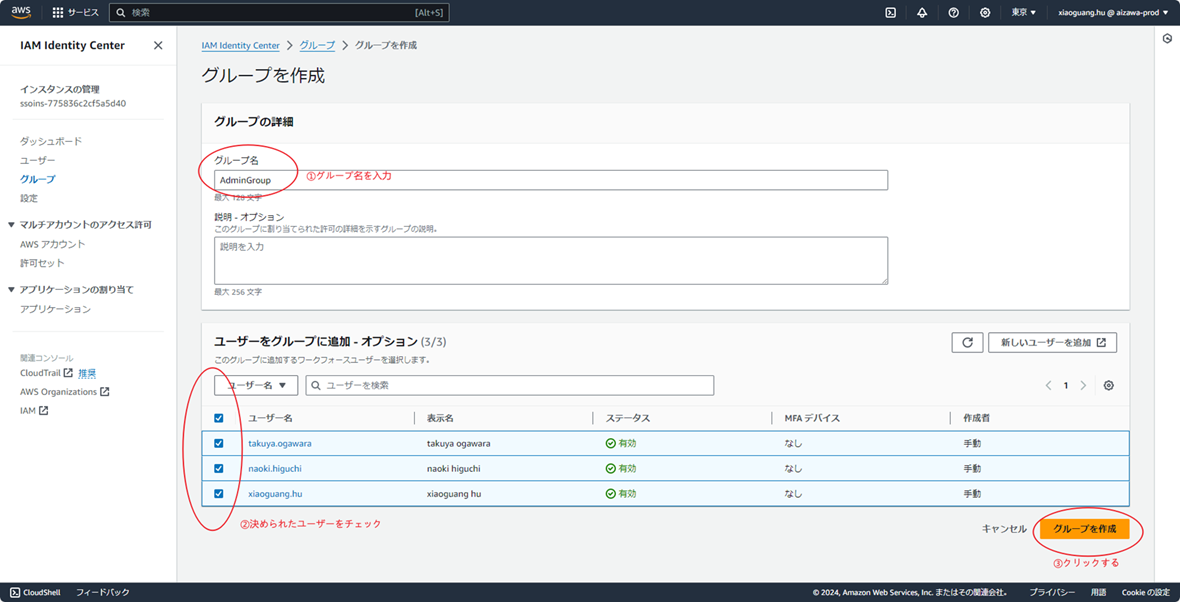 aws サービス 検索 [Alt+S] 東京 ▼ xiaoguang.hu @ aizawa-prod ▼
IAM Identity Center
IAM Identity Center > グループ > グループを作成
グループを作成
インスタンスの管理
ssoins-775836c2cf5a5d40
ダッシュボード
ユーザー
グループ
設定
▼ マルチアカウントのアクセス許可
AWS アカウント
許可セット
▼ アプリケーションの割り当て
アプリケーション
関連コンソール
CloudTrail 推奨
AWS Organizations
IAM
グループの詳細
グループ名
AdminGroup
①グループ名を入力
最大 128 文字
説明 - オプション
このグループに割り当てられた許可の詳細を示すグループの説明。
説明を入力
最大 256 文字
ユーザーをグループに追加 - オプション (3/3)
新しいユーザーを追加
このグループに追加するワークフォースユーザーを選択します。
ユーザー名 ▼ ユーザーを検索 < 1 >
ユーザー名 表示名 ステータス MFA デバイス 作成者
takuya.ogawara takuya ogawara 有効 なし 手動
naoki.higuchi naoki higuchi 有効 なし 手動
xiaoguang.hu xiaoguang hu 有効 なし 手動
②決められたユーザーをチェック
キャンセル グループを作成
③クリックする
CloudShell フィードバック © 2024, Amazon Web Services, Inc. またはその関連会社。 プライバシー 用語 Cookie の設定